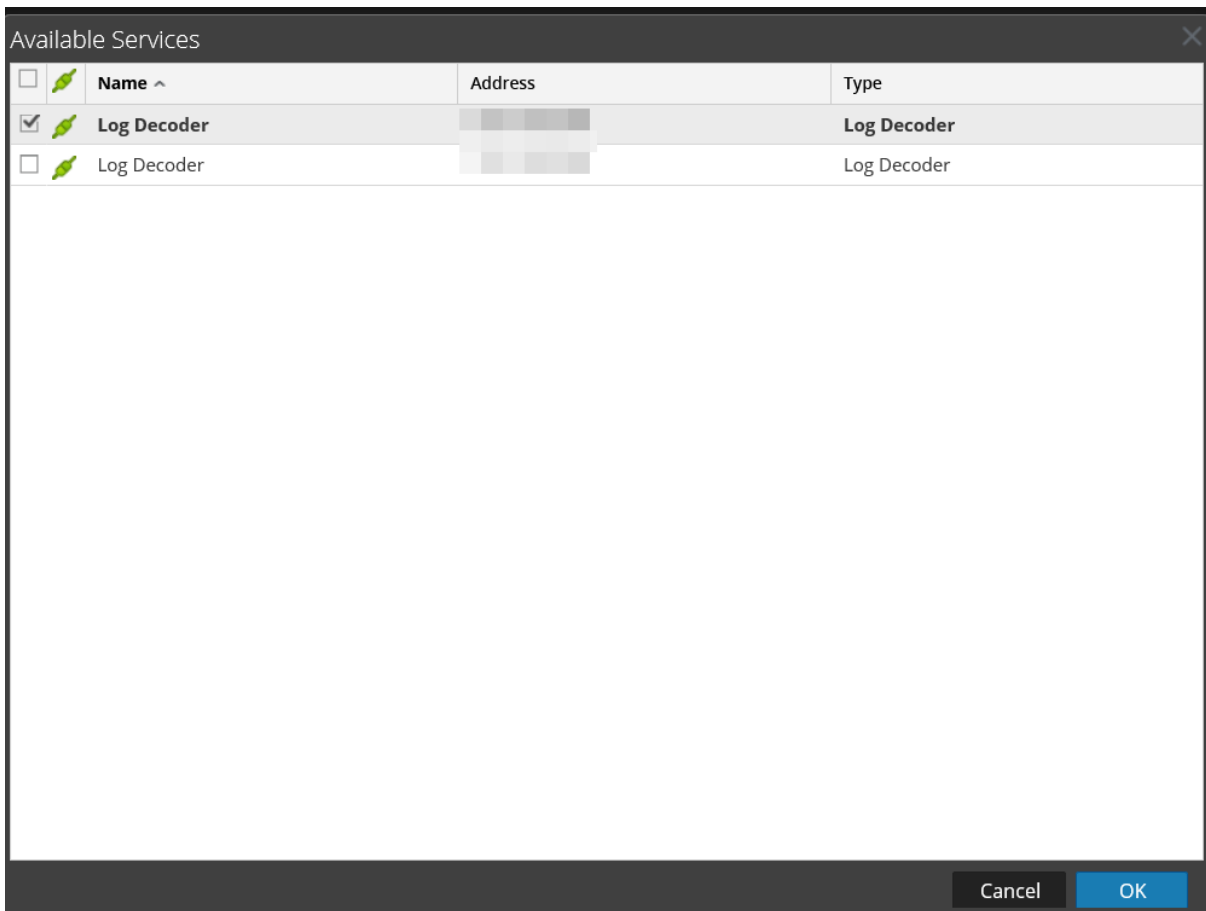 Available Services
Name Address Type
Log Decoder Log Decoder
Log Decoder Log Decoder
Cancel OK